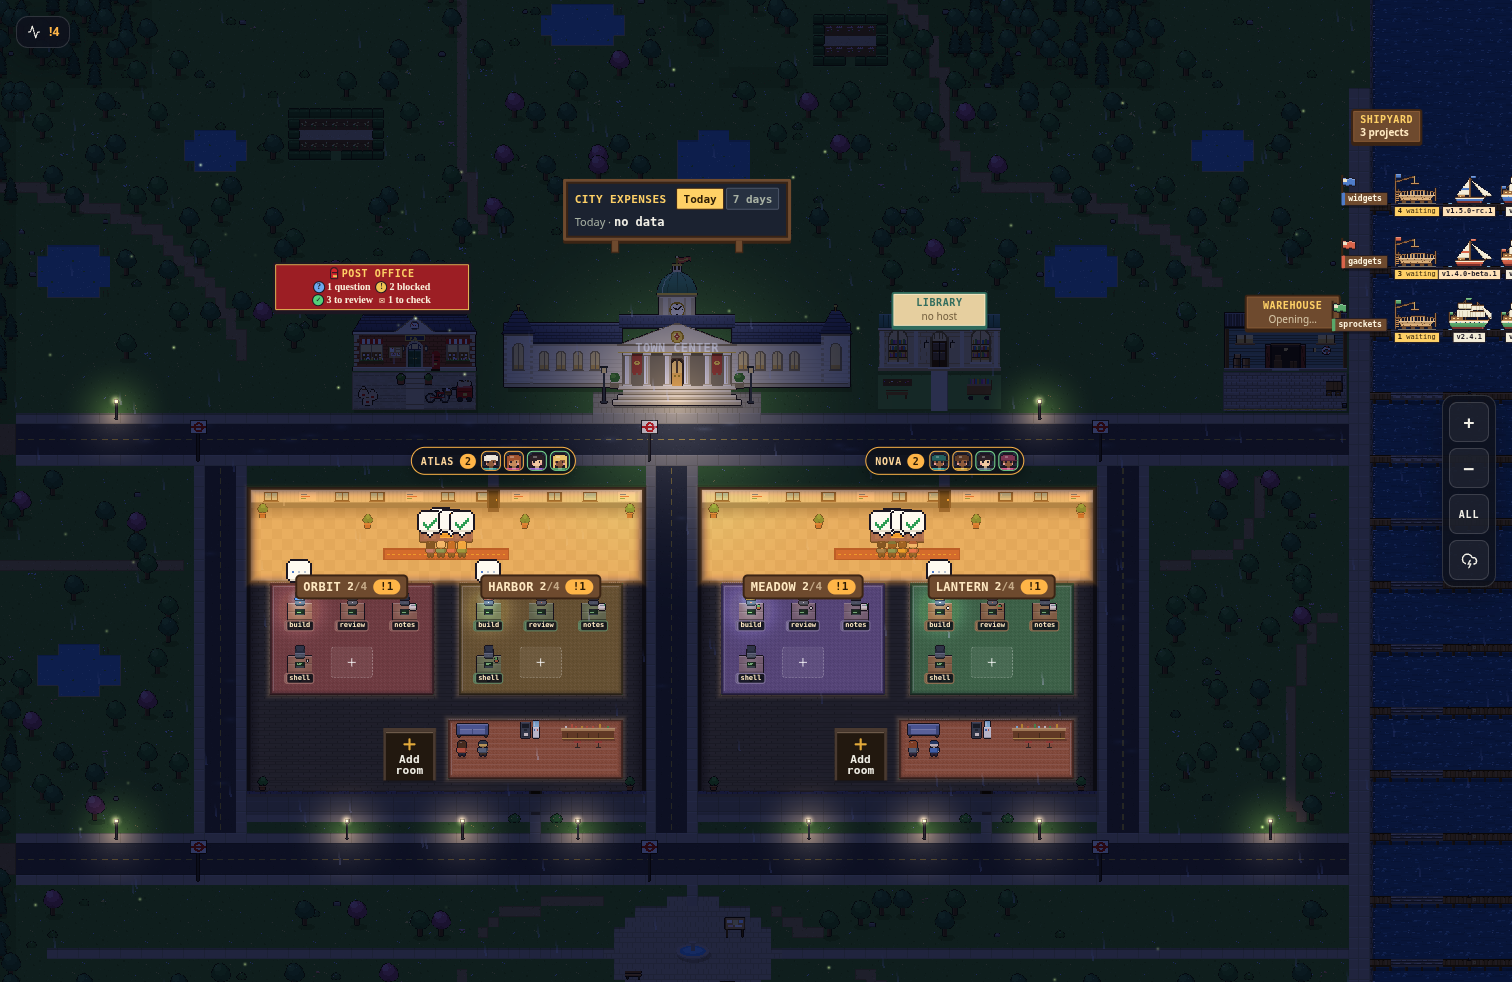 !4
SHIPYARD
3 projects
widgets
4 waiting
v1.5.0-rc.1
CITY EXPENSES Today 7 days
Today · no data
gadgets
3 waiting
v1.4.0-beta.1
POST OFFICE
1 question 2 blocked
3 to review 1 to check
LIBRARY
no host
WAREHOUSE
Opening...
sprockets
1 waiting
v2.4.1
TOWN CENTER
+
−
ALL
ATLAS 2
NOVA 2
ORBIT 2/4 !1
HARBOR 2/4 !1
MEADOW 2/4 !1
LANTERN 2/4 !1
build review notes
build review notes
build review notes
build review notes
shell +
shell +
shell +
shell +
+
Add
room
+
Add
room